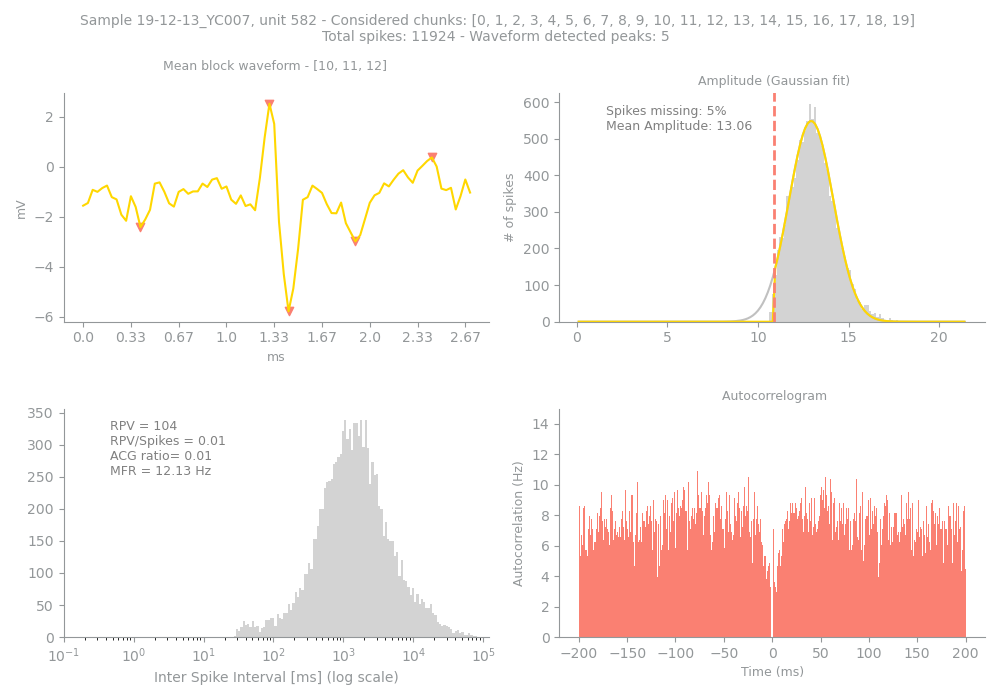 Sample 19-12-13_YC007, unit 582 - Considered chunks: [0, 1, 2, 3, 4, 5, 6, 7, 8, 9, 10, 11, 12, 13, 14, 15, 16, 17, 18, 19]
Total spikes: 11924 - Waveform detected peaks: 5
Mean block waveform - [10, 11, 12]
mV
2
0
−2
−4
−6
0.0 0.33 0.67 1.0 1.33 1.67 2.0 2.33 2.67
ms
Amplitude (Gaussian fit)
Spikes missing: 5%
Mean Amplitude: 13.06
# of spikes
600
500
400
300
200
100
0
0 5 10 15 20
350
300
250
200
150
100
50
0
RPV = 104
RPV/Spikes = 0.01
ACG ratio= 0.01
MFR = 12.13 Hz
10⁻¹ 10⁰ 10¹ 10² 10³ 10⁴ 10⁵
Inter Spike Interval [ms] (log scale)
Autocorrelogram
Autocorrelation (Hz)
14
12
10
8
6
4
2
0
−200 −150 −100 −50 0 50 100 150 200
Time (ms)